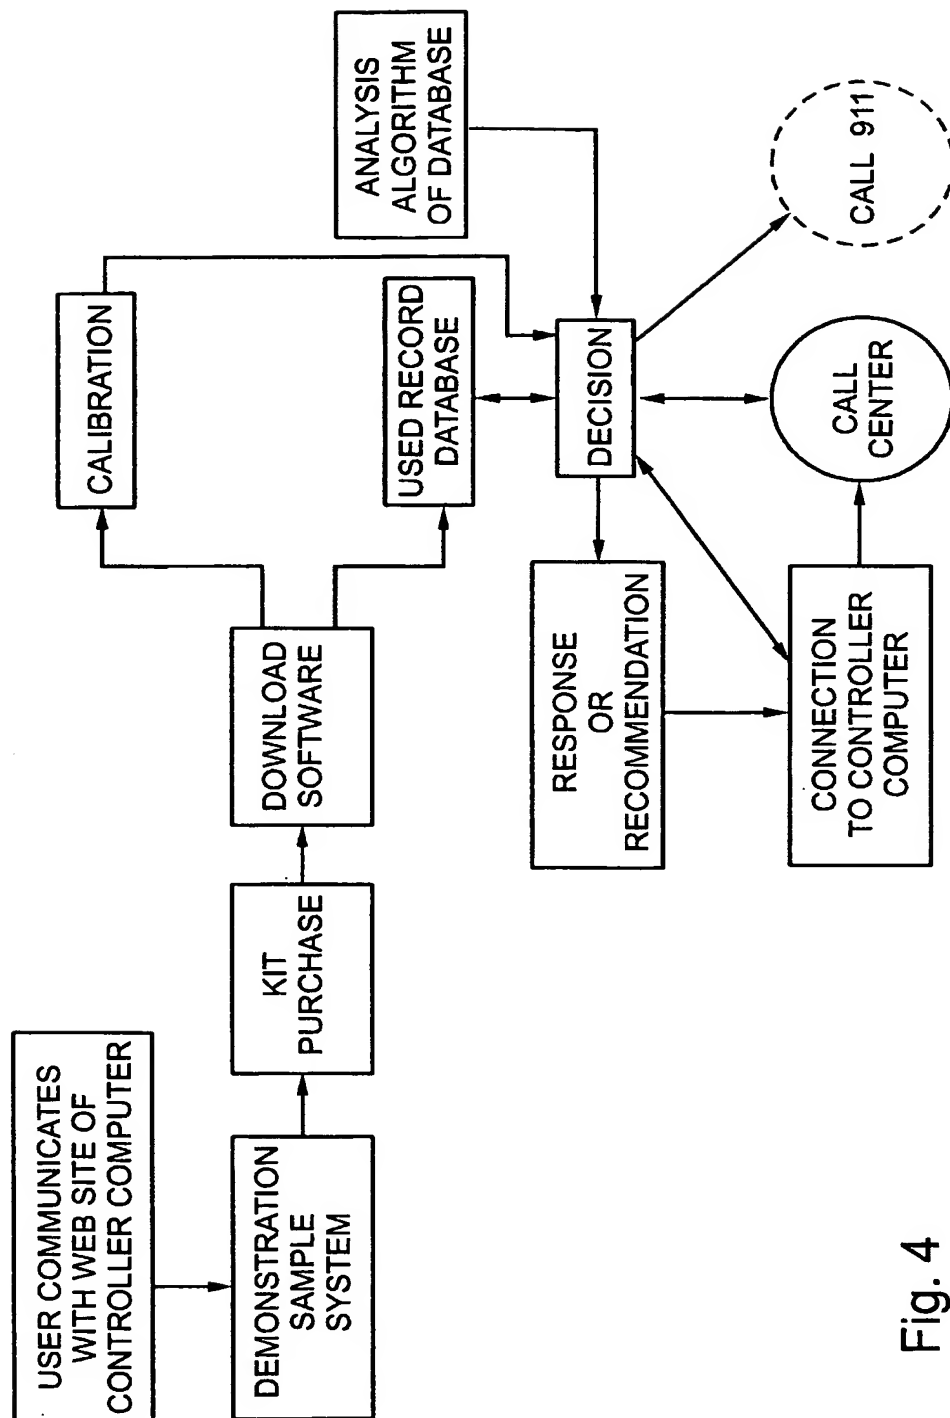 USER COMMUNICATES
WITH WEB SITE OF
CONTROLLER COMPUTER
DEMONSTRATION
SAMPLE
SYSTEM
KIT
PURCHASE
DOWNLOAD
SOFTWARE
CALIBRATION
USED RECORD
DATABASE
ANALYSIS
ALGORITHM
OF DATABASE
DECISION
RESPONSE
OR
RECOMMENDATION
CONNECTION
TO CONTROLLER
COMPUTER
CALL
CENTER
CALL 911
Fig. 4